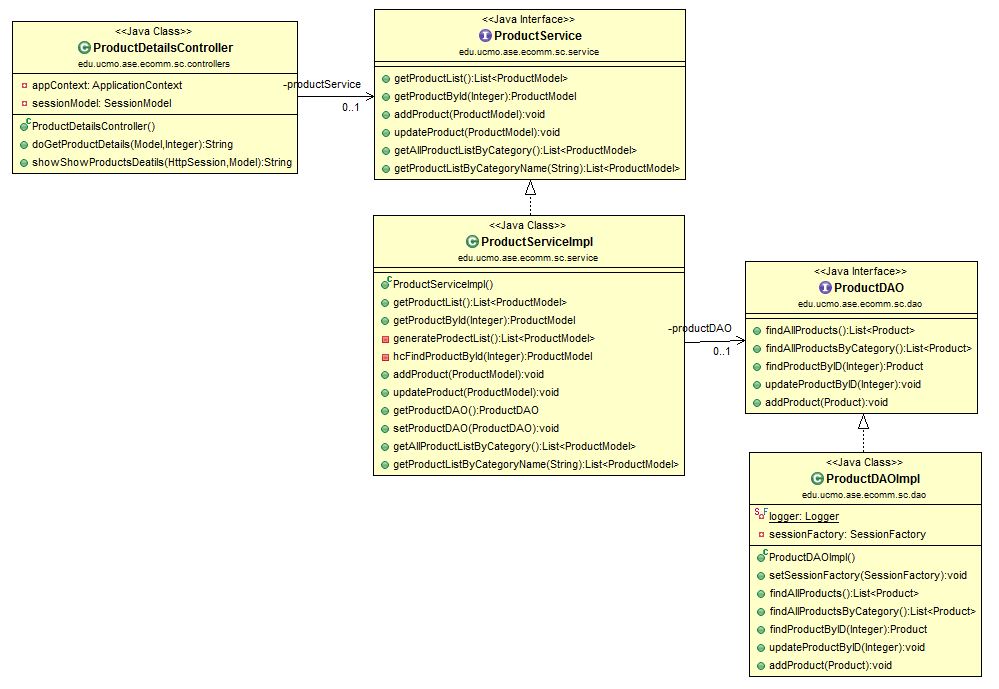 <<Java Class>>
ProductDetailsController
edu.ucmo.ase.ecomm.sc.controllers
appContext: ApplicationContext
sessionModel: SessionModel
ProductDetailsController()
doGetProductDetails(Model,Integer):String
showShowProductsDeatils(HttpSession,Model):String
-productService
0..1
<<Java Interface>>
ProductService
edu.ucmo.ase.ecomm.sc.service
getProductList():List<ProductModel>
getProductById(Integer):ProductModel
addProduct(ProductModel):void
updateProduct(ProductModel):void
getAllProductListByCategory():List<ProductModel>
getProductListByCategoryName(String):List<ProductModel>
<<Java Class>>
ProductServiceImpl
edu.ucmo.ase.ecomm.sc.service
ProductServiceImpl()
getProductList():List<ProductModel>
getProductById(Integer):ProductModel
generateProdectList():List<ProductModel>
hcFindProductById(Integer):ProductModel
addProduct(ProductModel):void
updateProduct(ProductModel):void
getProductDAO():ProductDAO
setProductDAO(ProductDAO):void
getAllProductListByCategory():List<ProductModel>
getProductListByCategoryName(String):List<ProductModel>
-productDAO
0..1
<<Java Interface>>
ProductDAO
edu.ucmo.ase.ecomm.sc.dao
findAllProducts():List<Product>
findAllProductsByCategory():List<Product>
findProductByID(Integer):Product
updateProductByID(Integer):void
addProduct(Product):void
<<Java Class>>
ProductDAOImpl
edu.ucmo.ase.ecomm.sc.dao
logger: Logger
sessionFactory: SessionFactory
ProductDAOImpl()
setSessionFactory(SessionFactory):void
findAllProducts():List<Product>
findAllProductsByCategory():List<Product>
findProductByID(Integer):Product
updateProductByID(Integer):void
addProduct(Product):void